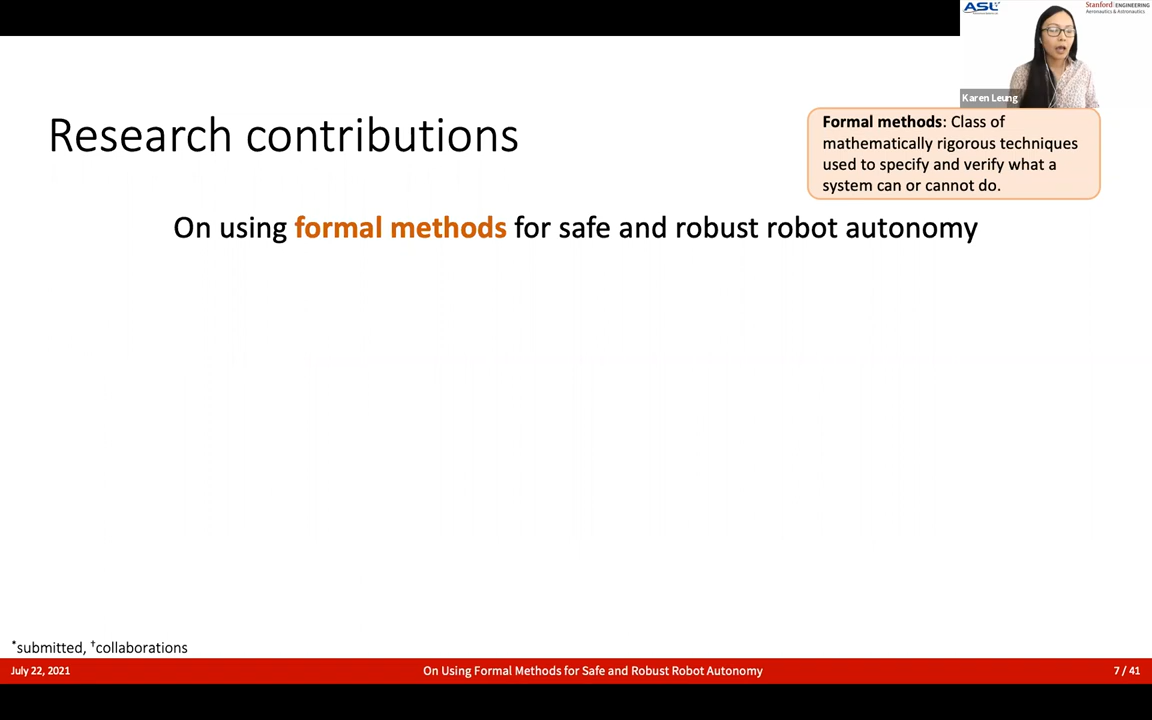 ASL
Stanford ENGINEERING
Aeronautics & Astronautics
Karen Leung
Research contributions
Formal methods: Class of
mathematically rigorous techniques
used to specify and verify what a
system can or cannot do.
On using formal methods for safe and robust robot autonomy
*submitted, †collaborations
July 22, 2021
On Using Formal Methods for Safe and Robust Robot Autonomy
7 / 41